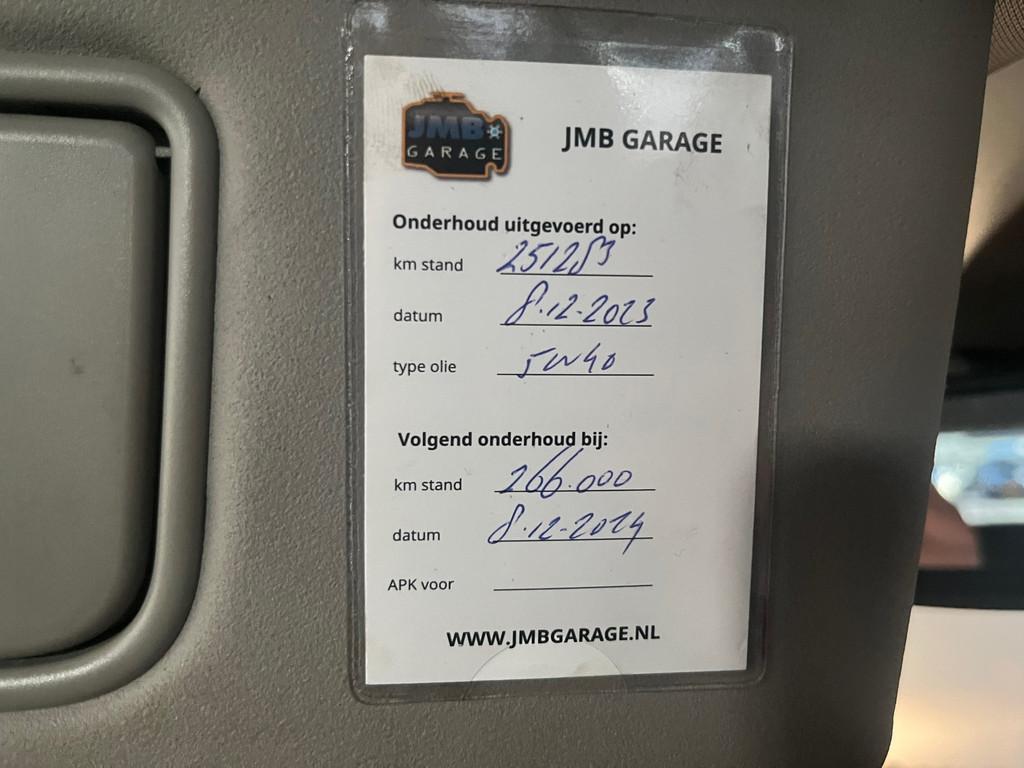 JMB
GARAGE
JMB GARAGE
Onderhoud uitgevoerd op:
km stand 251283
datum 8.12-2023
type olie 5W40
Volgend onderhoud bij:
km stand 266.000
datum 8.12-2024
APK voor
WWW.JMBGARAGE.NL